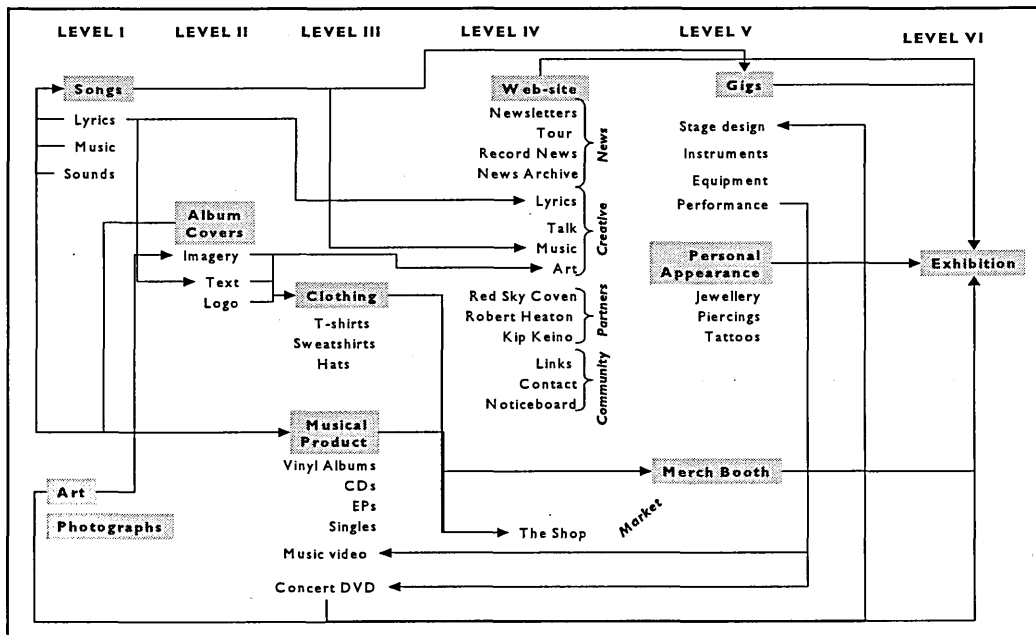 LEVEL I
LEVEL II
LEVEL III
LEVEL IV
LEVEL V
LEVEL VI
Songs
Lyrics
Music
Sounds
Album
Covers
Imagery
Text
Logo
Art
Photographs
Clothing
T-shirts
Sweatshirts
Hats
Musical
Product
Vinyl Albums
CDs
EPs
Singles
Music video
Concert DVD
Web-site
Newsletters
Tour
Record News
News Archive
News
Lyrics
Talk
Music
Art
Creative
Red Sky Coven
Robert Heaton
Kip Keino
Partners
Links
Contact
Noticeboard
Community
The Shop
Market
Gigs
Stage design
Instruments
Equipment
Performance
Personal
Appearance
Jewellery
Piercings
Tattoos
Merch Booth
Exhibition